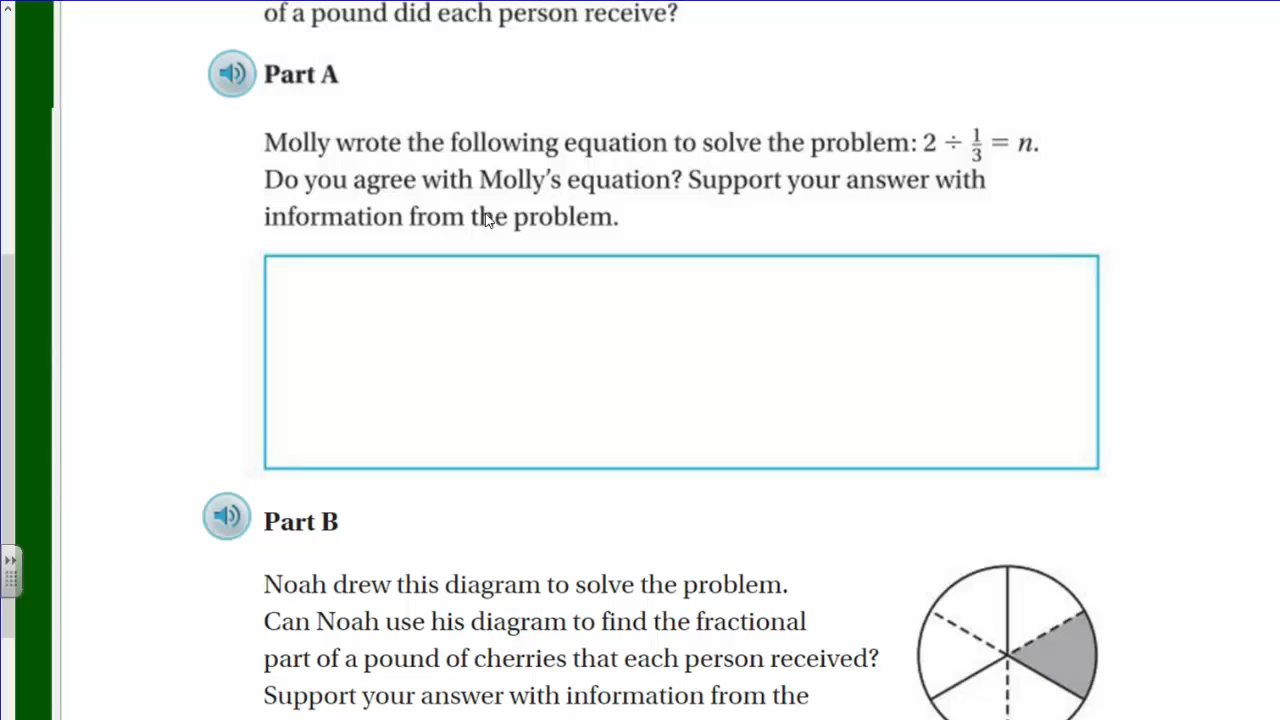 of a pound did each person receive?
Part A
Molly wrote the following equation to solve the problem: 2 ÷ 1/3 = n.
Do you agree with Molly’s equation? Support your answer with
information from the problem.
Part B
Noah drew this diagram to solve the problem.
Can Noah use his diagram to find the fractional
part of a pound of cherries that each person received?
Support your answer with information from the